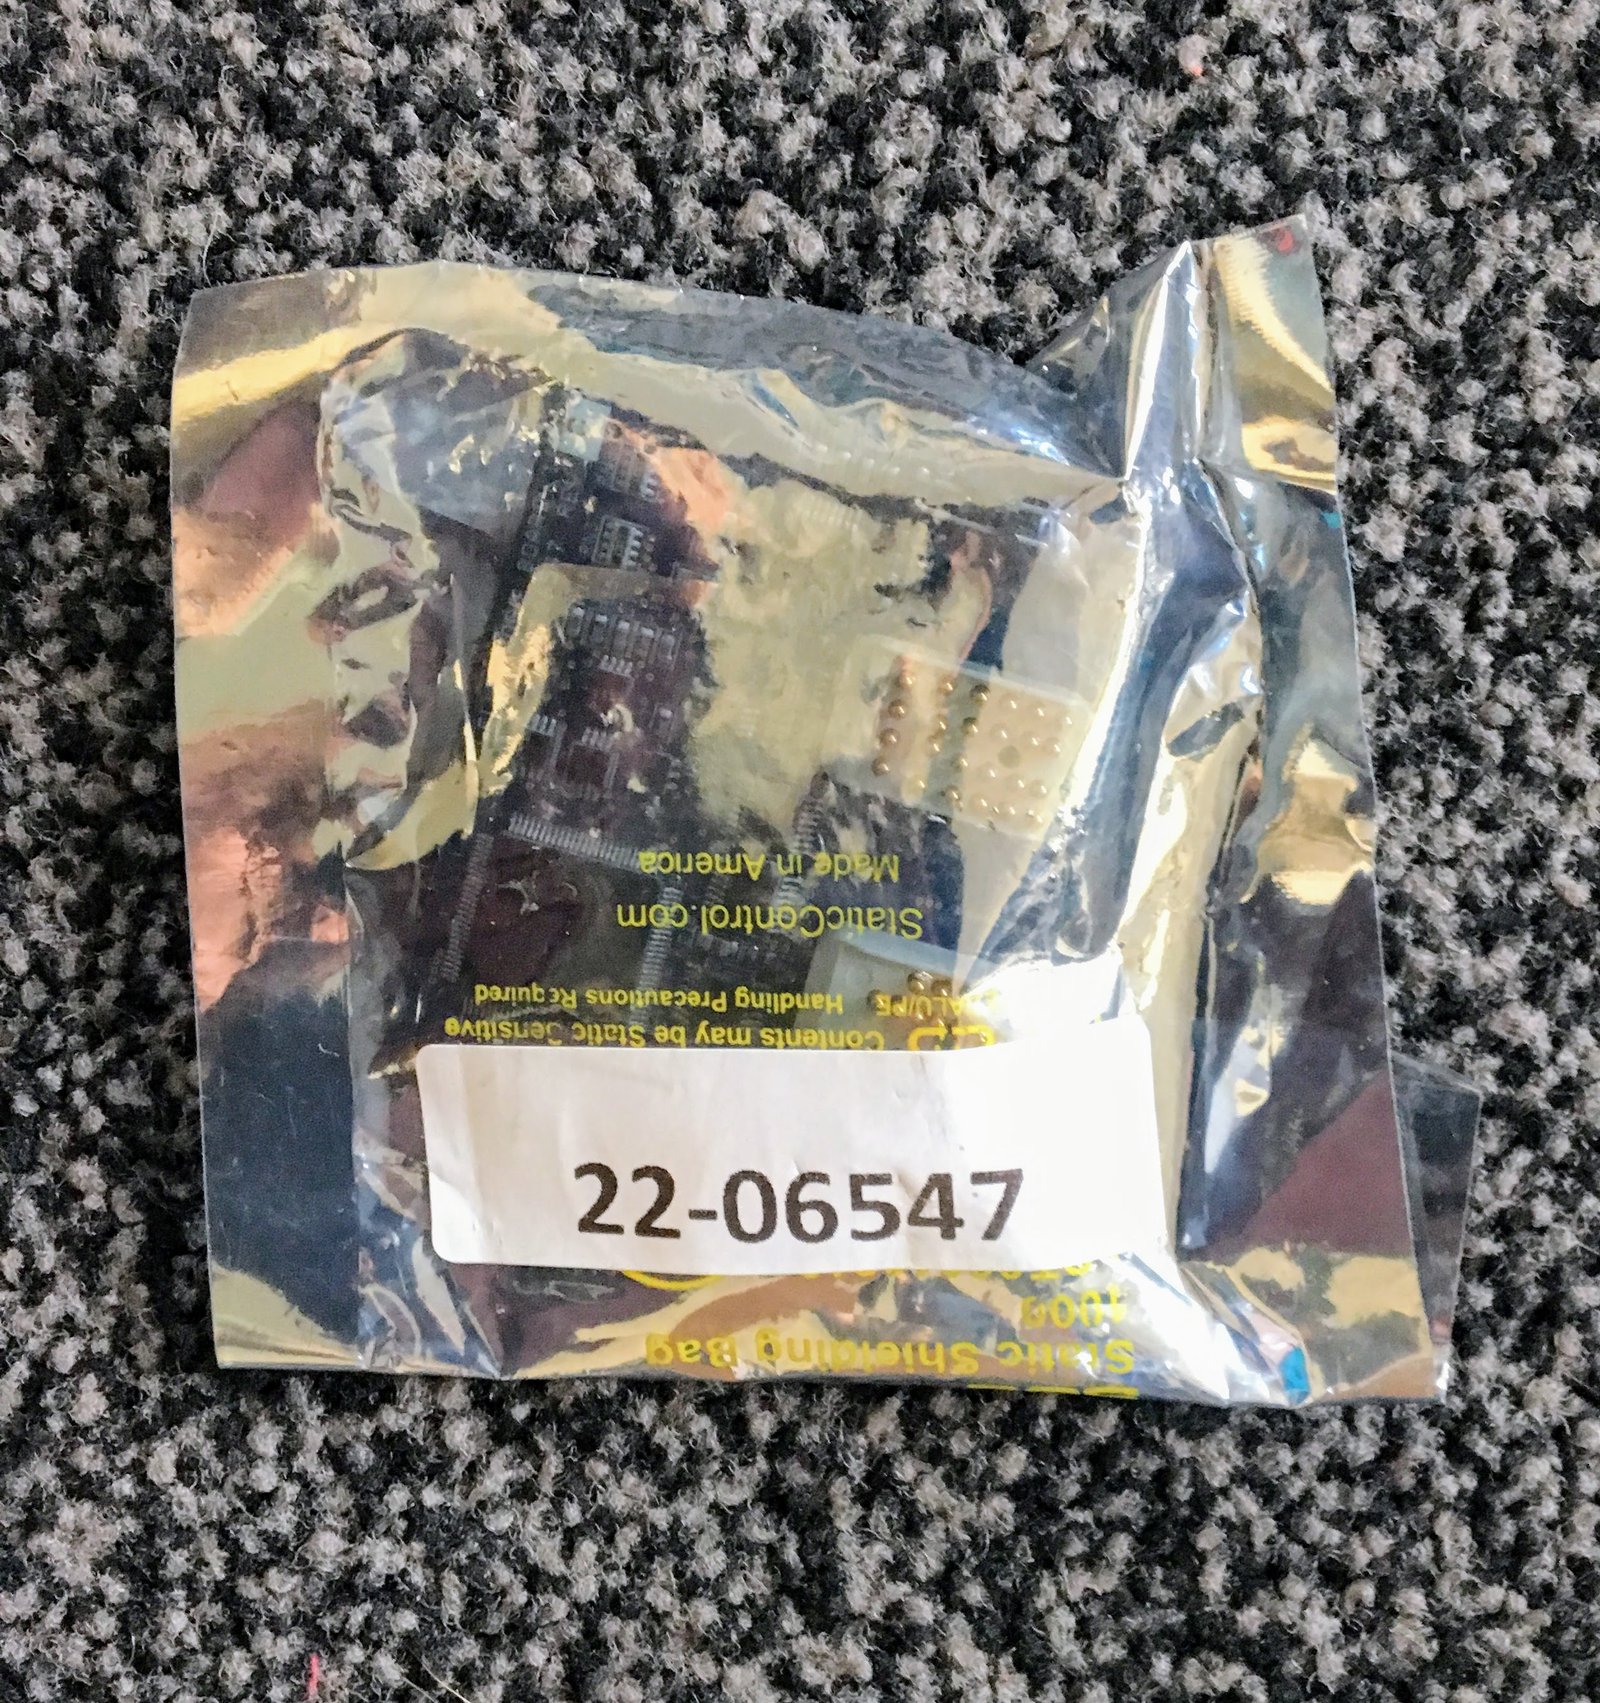 Made in America
StaticControl.com
Handling Precautions Required
Contents may be Static Sensitive
22-06547
Static Shielding Bag